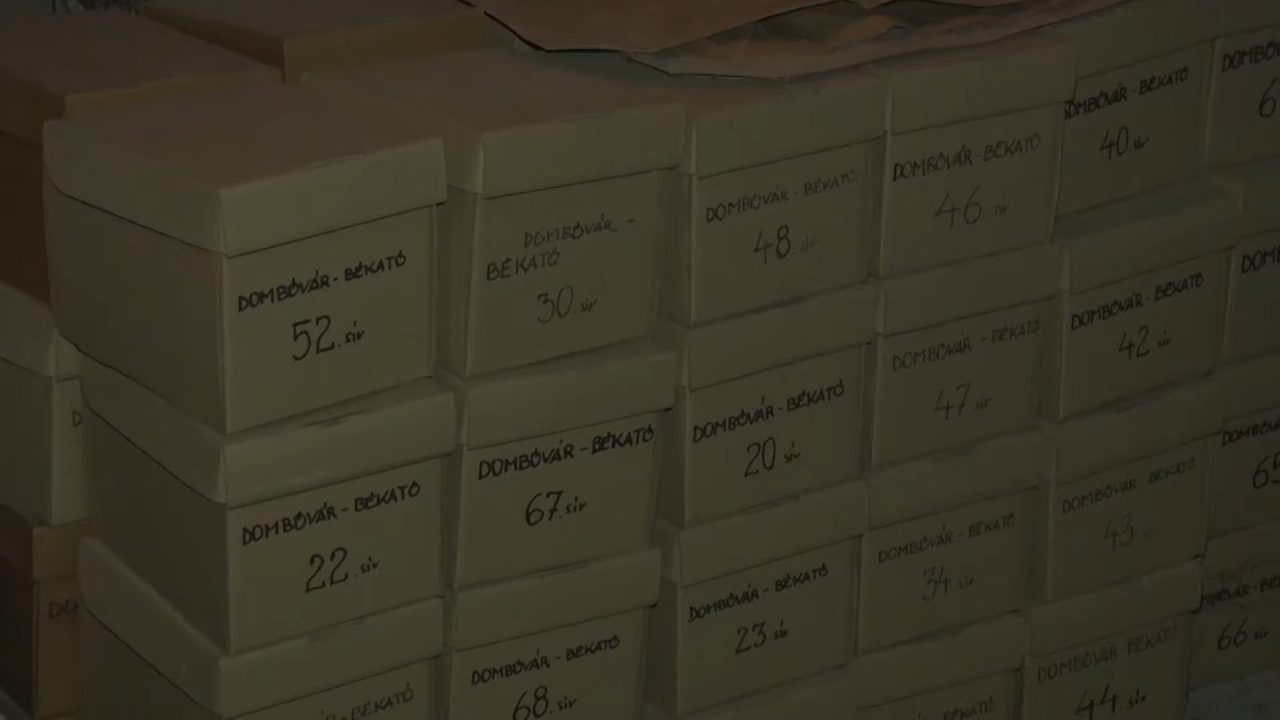 DOMBÓVÁR - BÉKATÓ
52. sír
DOMBÓVÁR -
BÉKATÓ
30. sír
DOMBÓVÁR - BÉKATÓ
48. sír
DOMBÓVÁR - BÉKATÓ
46 sír
DOMBÓVÁR - BÉKATÓ
40. sír
DOMBÓVÁR - BÉKATÓ
22. sír
DOMBÓVÁR - BÉKATÓ
67. sír
DOMBÓVÁR - BÉKATÓ
20. sír
DOMBÓVÁR - BÉKATÓ
47 sír
DOMBÓVÁR - BÉKATÓ
42 sír
DOMBÓVÁR - BÉKATÓ
68. sír
DOMBÓVÁR - BÉKATÓ
23 sír
DOMBÓVÁR - BÉKATÓ
34 sír
DOMBÓVÁR - BÉKATÓ
DOMBÓVÁR - BÉKATÓ
44. sír
66 sír
- BÉKATÓ